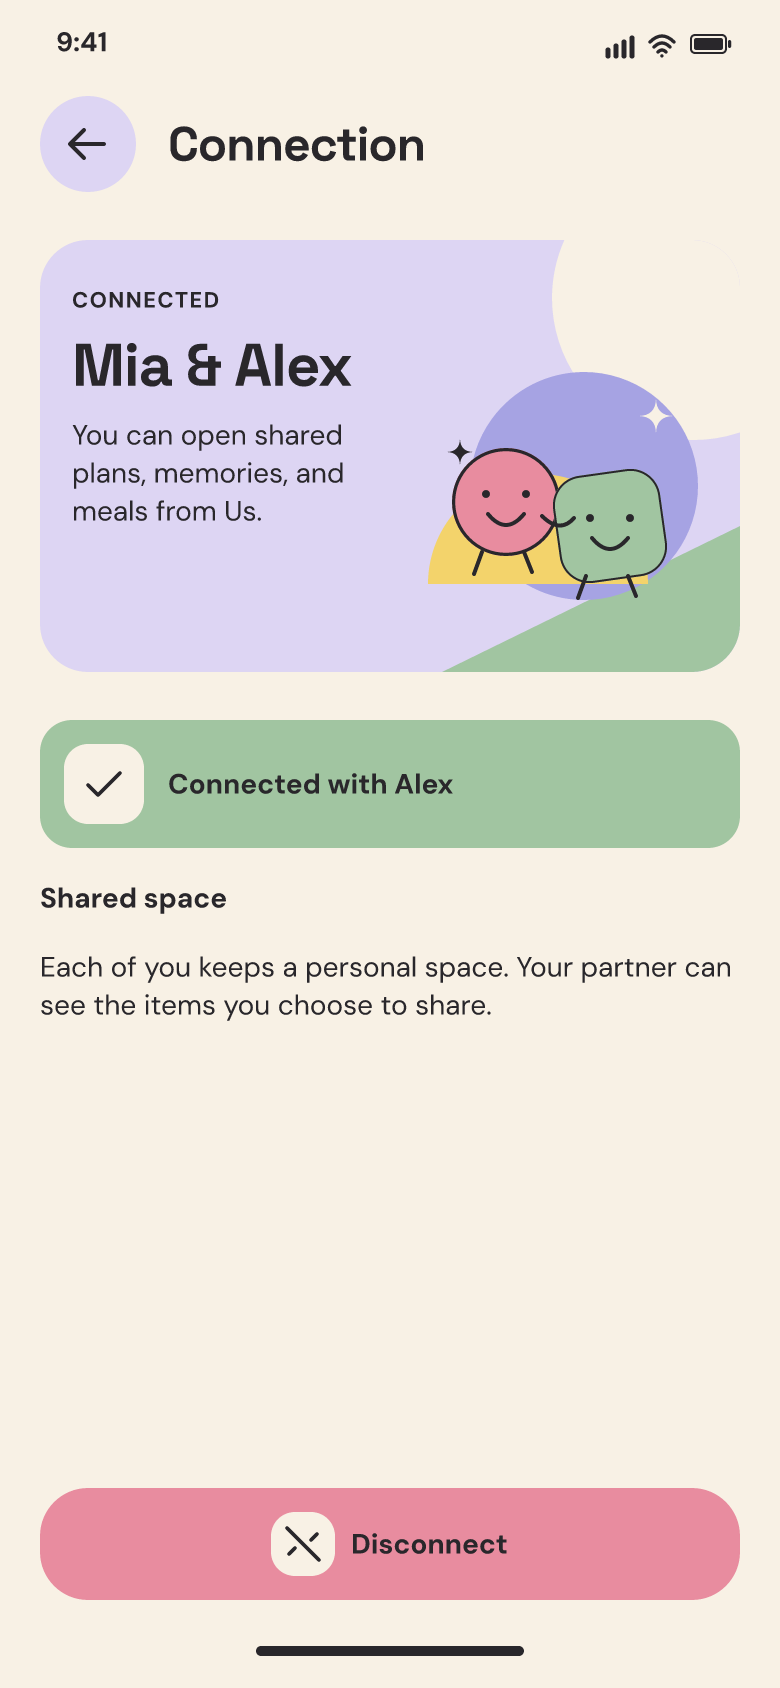 9:41
Connection
CONNECTED
Mia & Alex
You can open shared
plans, memories, and
meals from Us.
Connected with Alex
Shared space
Each of you keeps a personal space. Your partner can
see the items you choose to share.
Disconnect